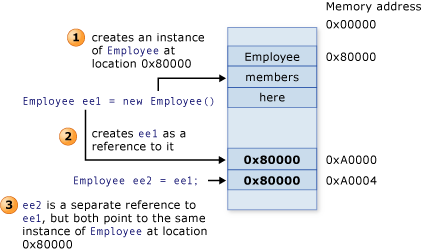 Memory address
0x00000
1 creates an instance
of Employee at
location 0x80000
Employee 0x80000
members
Employee ee1 = new Employee()
here
2 creates ee1 as a
reference to it
0x80000 0xA0000
Employee ee2 = ee1;
0x80000 0xA0004
3 ee2 is a separate reference to
ee1, but both point to the same
instance of Employee at location
0x80000